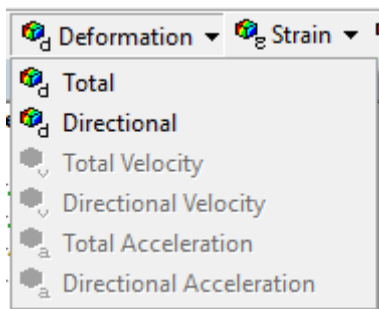 Deformation Strain
Total
Directional
Total Velocity
Directional Velocity
Total Acceleration
Directional Acceleration